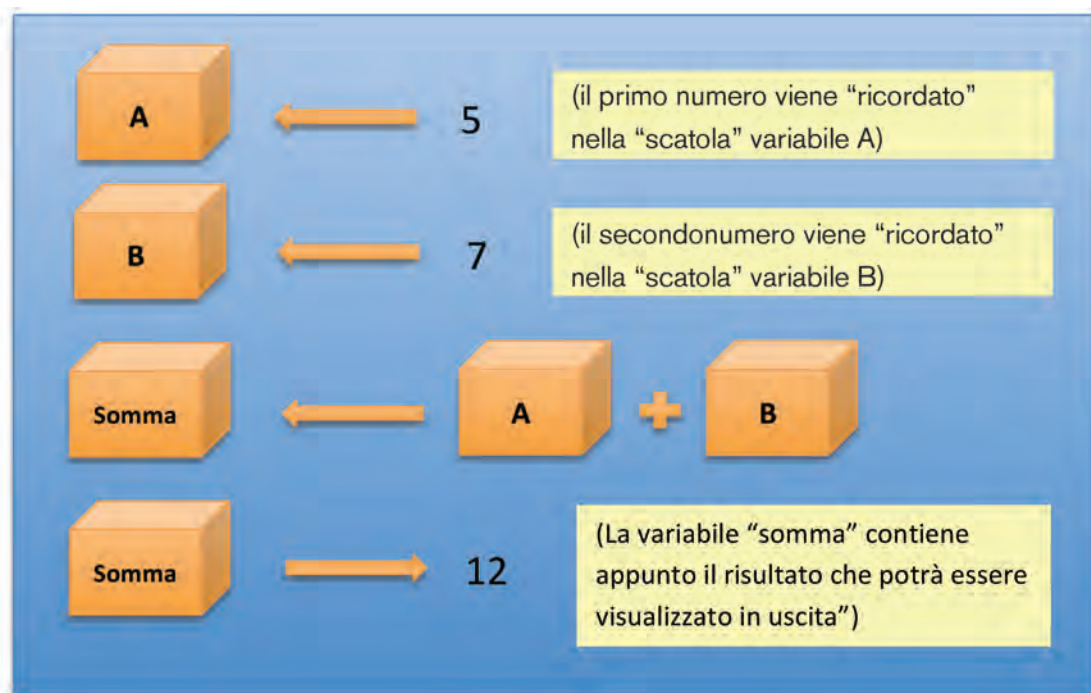 A
5
(il primo numero viene “ricordato”
nella “scatola” variabile A)
B
7
(il secondonumero viene “ricordato”
nella “scatola” variabile B)
Somma
A
+
B
Somma
12
(La variabile “somma” contiene
appunto il risultato che potrà essere
visualizzato in uscita”)